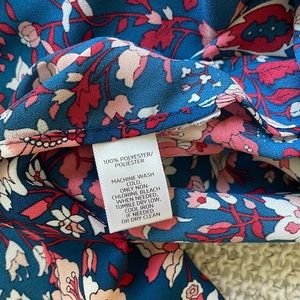 100% POLYESTER/
POLIESTER
MACHINE WASH
COLD
ONLY NON
CHLORINE BLEACH
WHEN NEEDED
TUMBLE DRY LOW
COOL IRON
IF NEEDED
OR DRY CLEAN